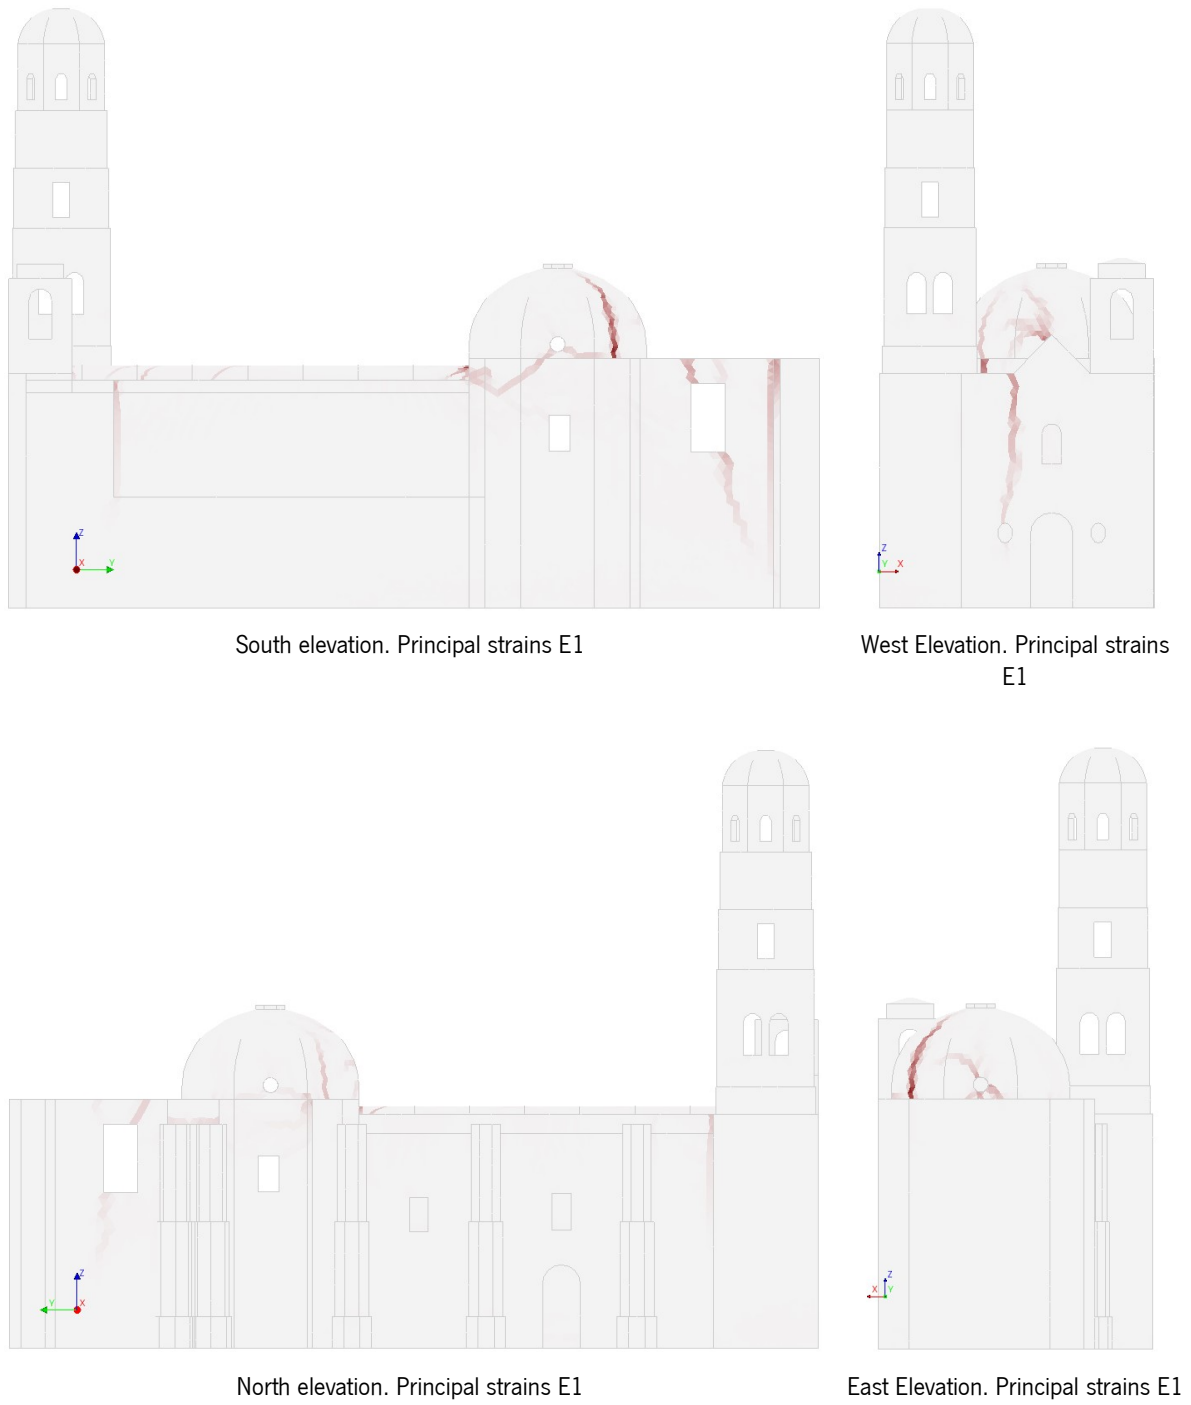 Z
X
Y
Z
Y
X
South elevation. Principal strains E1
West Elevation. Principal strains
E1
Z
Y
X
Z
X
Y
North elevation. Principal strains E1
East Elevation. Principal strains E1